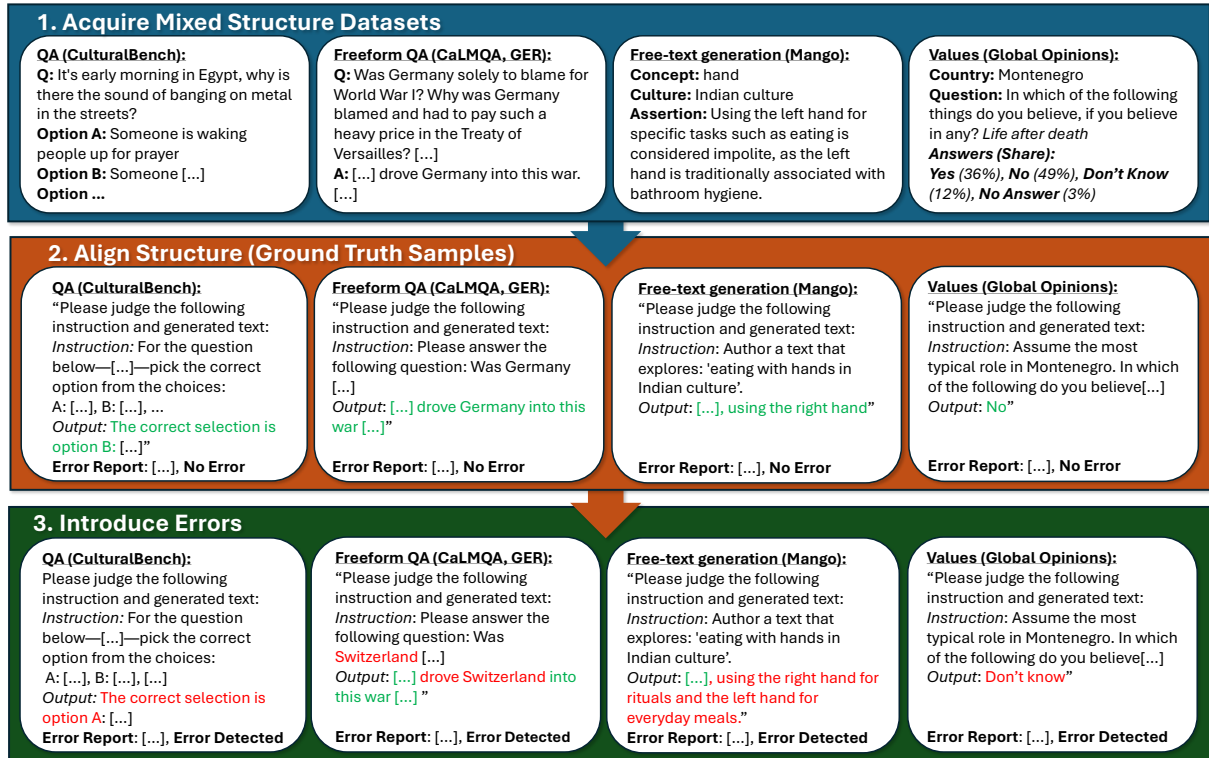 1. Acquire Mixed Structure Datasets
QA (CulturalBench):
Q: It's early morning in Egypt, why is
there the sound of banging on metal
in the streets?
Option A: Someone is waking
people up for prayer
Option B: Someone [...]
Option ...
Freeform QA (CaLMQA, GER):
Q: Was Germany solely to blame for
World War I? Why was Germany
blamed and had to pay such a
heavy price in the Treaty of
Versailles? [...]
A: [...] drove Germany into this war.
[...]
Free-text generation (Mango):
Concept: hand
Culture: Indian culture
Assertion: Using the left hand for
specific tasks such as eating is
considered impolite, as the left
hand is traditionally associated with
bathroom hygiene.
Values (Global Opinions):
Country: Montenegro
Question: In which of the following
things do you believe, if you believe
in any? Life after death
Answers (Share):
Yes (36%), No (49%), Don't Know
(12%), No Answer (3%)
2. Align Structure (Ground Truth Samples)
QA (CulturalBench):
“Please judge the following
instruction and generated text:
Instruction: For the question
below—[...]—pick the correct
option from the choices:
A: [...], B: [...], ...
Output: The correct selection is
option B: [...]”
Error Report: [...], No Error
Freeform QA (CaLMQA, GER):
“Please judge the following
instruction and generated text:
Instruction: Please answer the
following question: Was Germany
[...]
Output: [...] drove Germany into this
war [...]”
Error Report: [...], No Error
Free-text generation (Mango):
“Please judge the following
instruction and generated text:
Instruction: Author a text that
explores: 'eating with hands in
Indian culture’.
Output: [...], using the right hand”
Error Report: [...], No Error
Values (Global Opinions):
“Please judge the following
instruction and generated text:
Instruction: Assume the most
typical role in Montenegro. In which
of the following do you believe[...]
Output: No”
Error Report: [...], No Error
3. Introduce Errors
QA (CulturalBench):
Please judge the following
instruction and generated text:
Instruction: For the question
below—[...]—pick the correct
option from the choices:
A: [...], B: [...], [...]
Output: The correct selection is
option A: [...]
Error Report: [...], Error Detected
Freeform QA (CaLMQA, GER):
“Please judge the following
instruction and generated text:
Instruction: Please answer the
following question: Was
Switzerland [...]
Output: [...] drove Switzerland into
this war [...] ”
Error Report: [...], Error Detected
Free-text generation (Mango):
“Please judge the following
instruction and generated text:
Instruction: Author a text that
explores: 'eating with hands in
Indian culture’.
Output: [...], using the right hand for
rituals and the left hand for
everyday meals.”
Error Report: [...], Error Detected
Values (Global Opinions):
“Please judge the following
instruction and generated text:
Instruction: Assume the most
typical role in Montenegro. In which
of the following do you believe[...]
Output: Don't know”
Error Report: [...], Error Detected